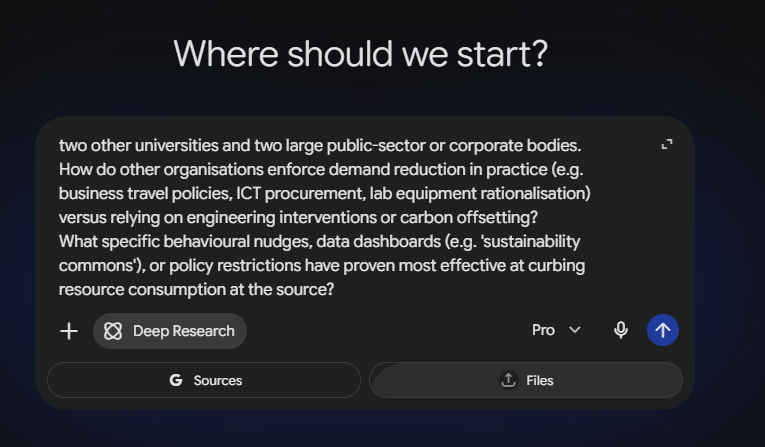 Where should we start?
two other universities and two large public-sector or corporate bodies.
How do other organisations enforce demand reduction in practice (e.g.
business travel policies, ICT procurement, lab equipment rationalisation)
versus relying on engineering interventions or carbon offsetting?
What specific behavioural nudges, data dashboards (e.g. 'sustainability
commons'), or policy restrictions have proven most effective at curbing
resource consumption at the source?
Deep Research
Pro
G Sources
Files